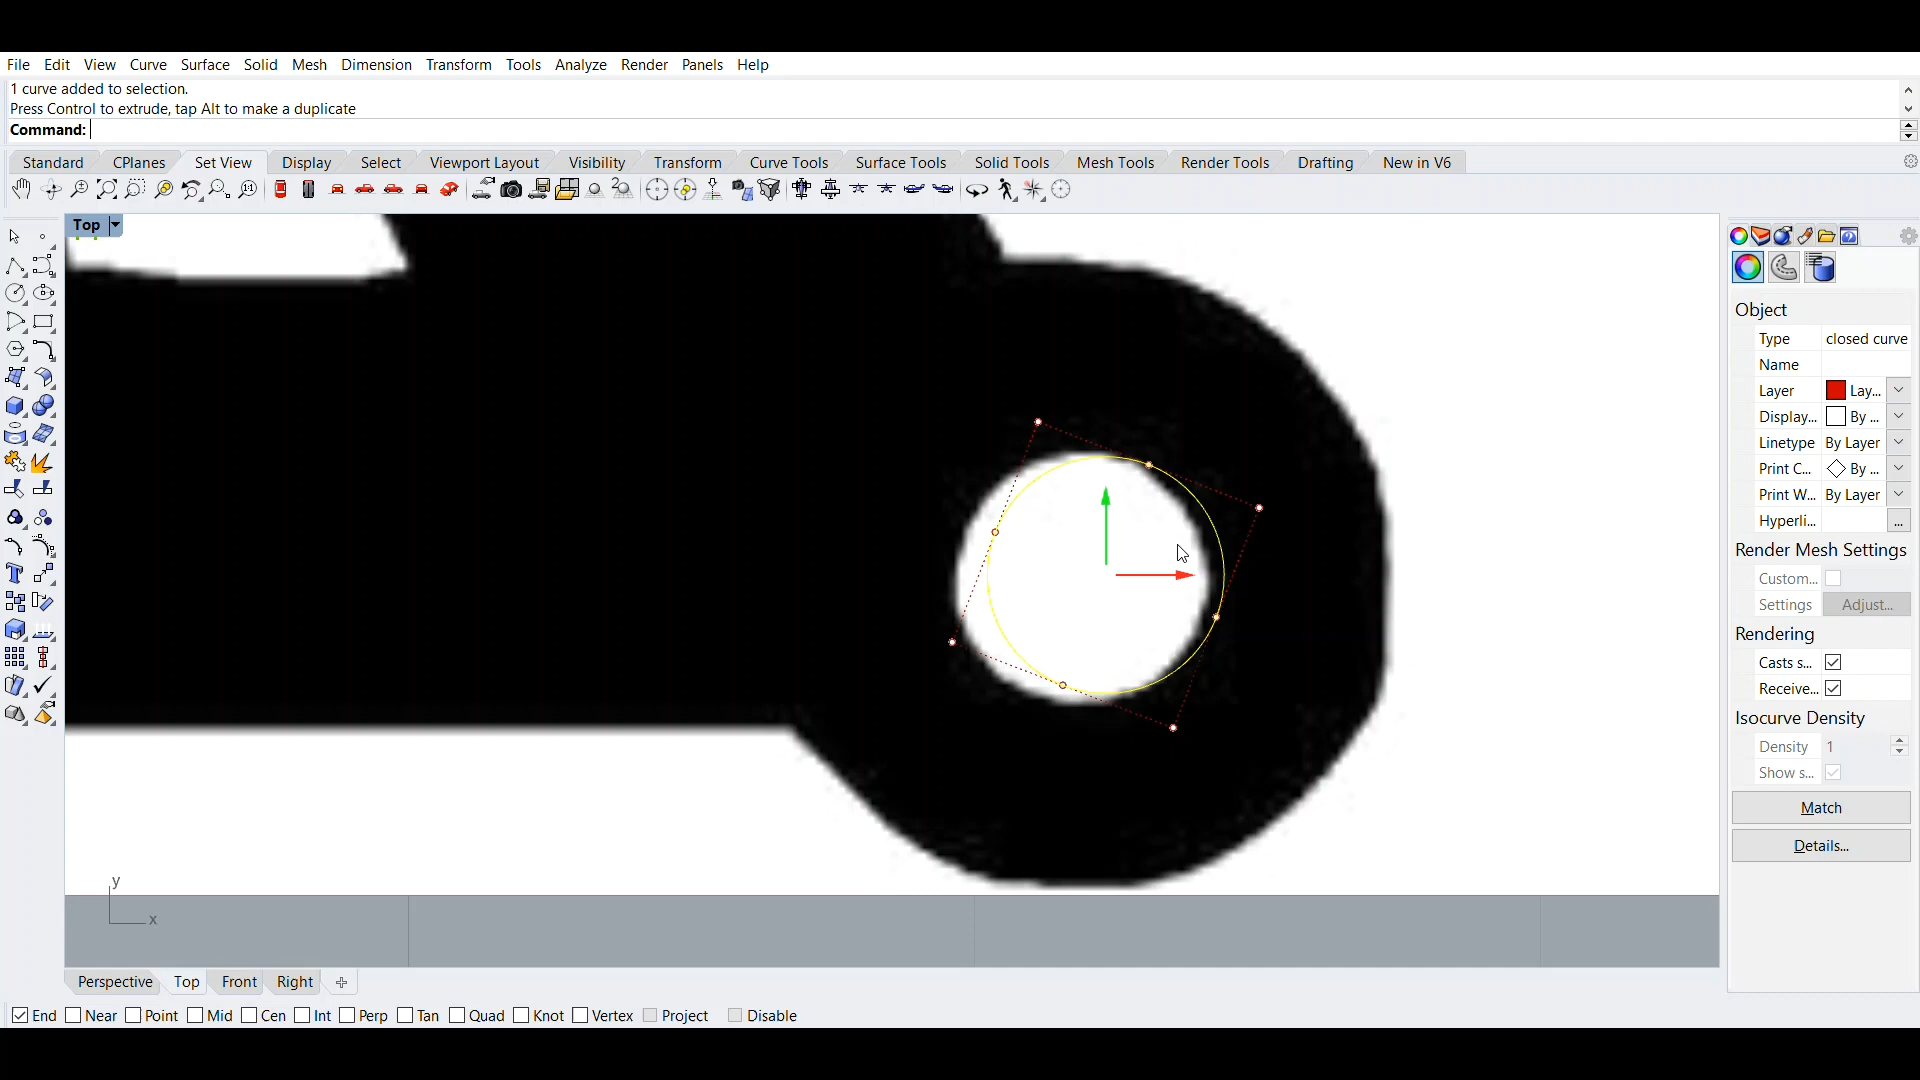 File Edit View Curve Surface Solid Mesh Dimension Transform Tools Analyze Render Panels Help
1 curve added to selection.
Press Control to extrude, tap Alt to make a duplicate
Command:
Standard CPlanes Set View Display Select Viewport Layout Visibility Transform Curve Tools Surface Tools Solid Tools Mesh Tools Render Tools Drafting New in V6
Top
Object
Type closed curve
Name
Layer Lay...
Display... By ...
Linetype By Layer
Print C... By ...
Print W... By Layer
Hyperli... ...
Render Mesh Settings
Custom...
Settings Adjust...
Rendering
Casts s...
Receive...
Isocurve Density
Density 1
Show s...
Match
Details...
y
x
Perspective Top Front Right
End Near Point Mid Cen Int Perp Tan Quad Knot Vertex Project Disable